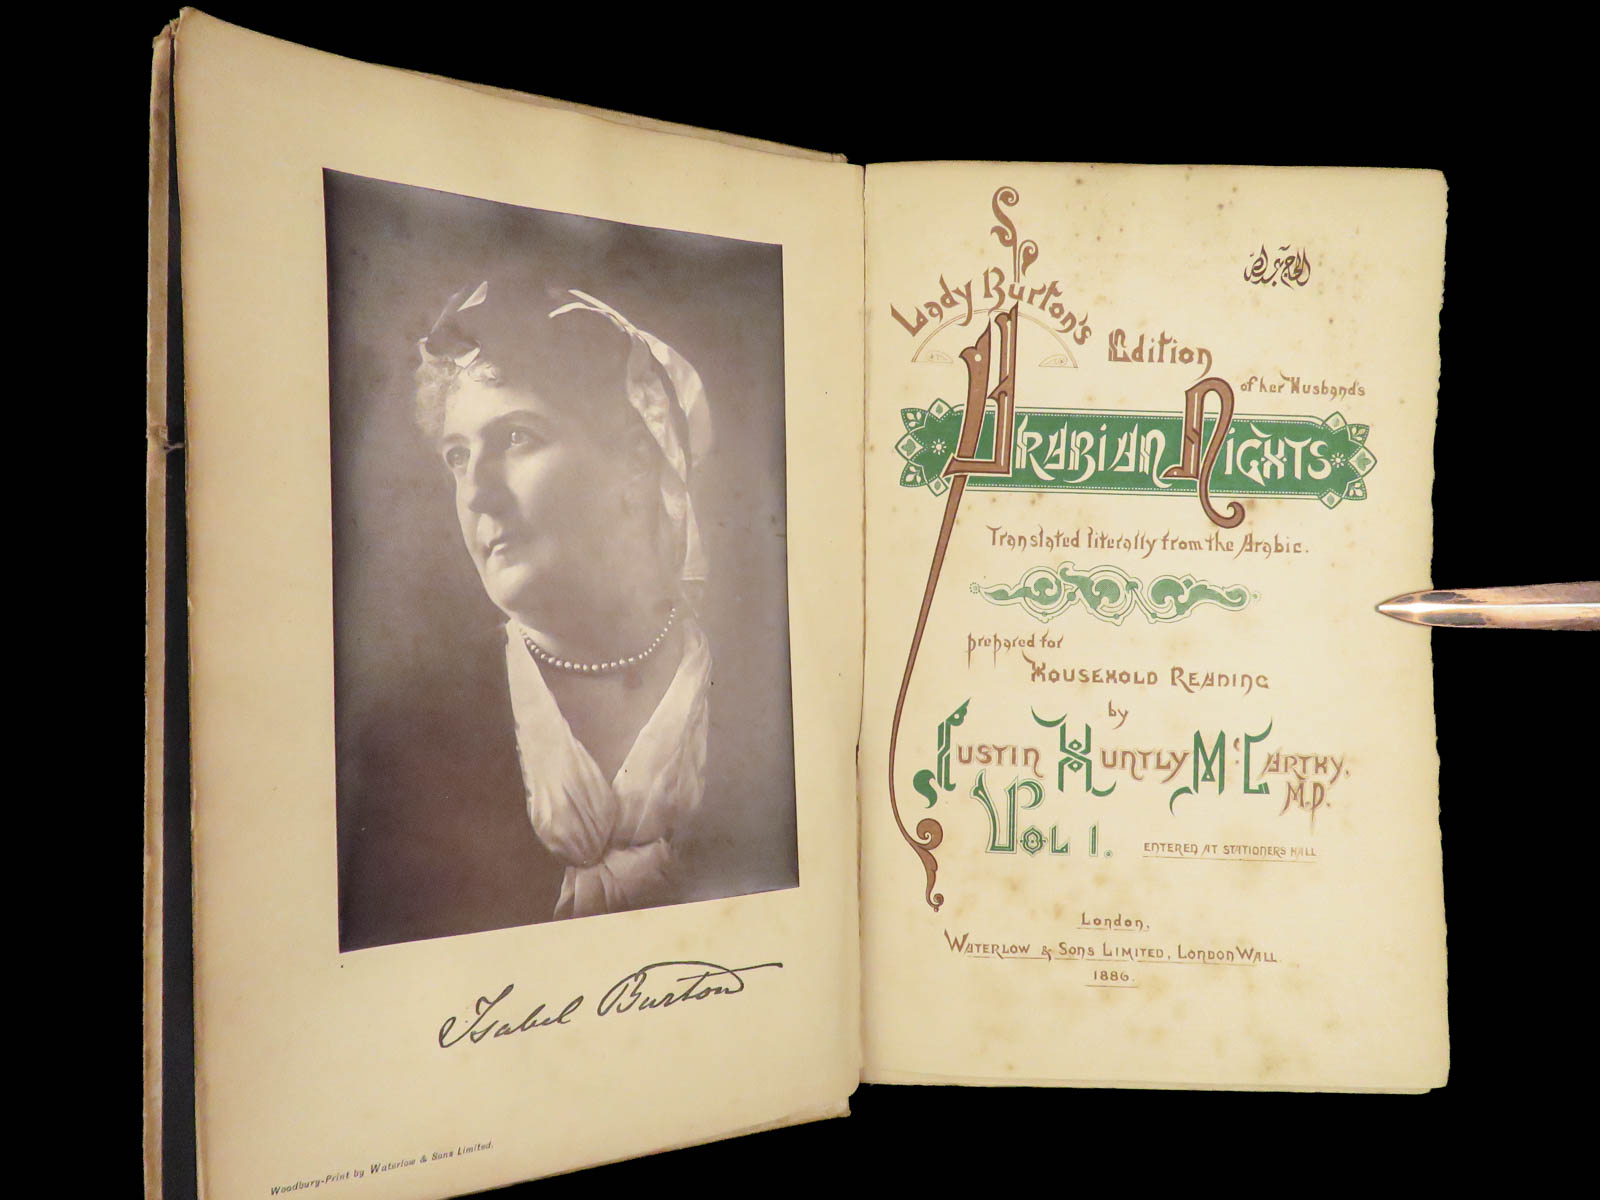 Isabel Burton
Woodbury-Print by Waterlow & Sons Limited.
الحاج عبدالله
Lady Burton's Edition
of her Husband's
ARABIAN NIGHTS
Translated literally from the Arabic.
prepared for
HOUSEHOLD READING
by
JUSTIN HUNTLY McCARTHY,
M.P.
VOL I.
ENTERED AT STATIONERS HALL
London,
WATERLOW & SONS LIMITED, LONDON WALL
1886.